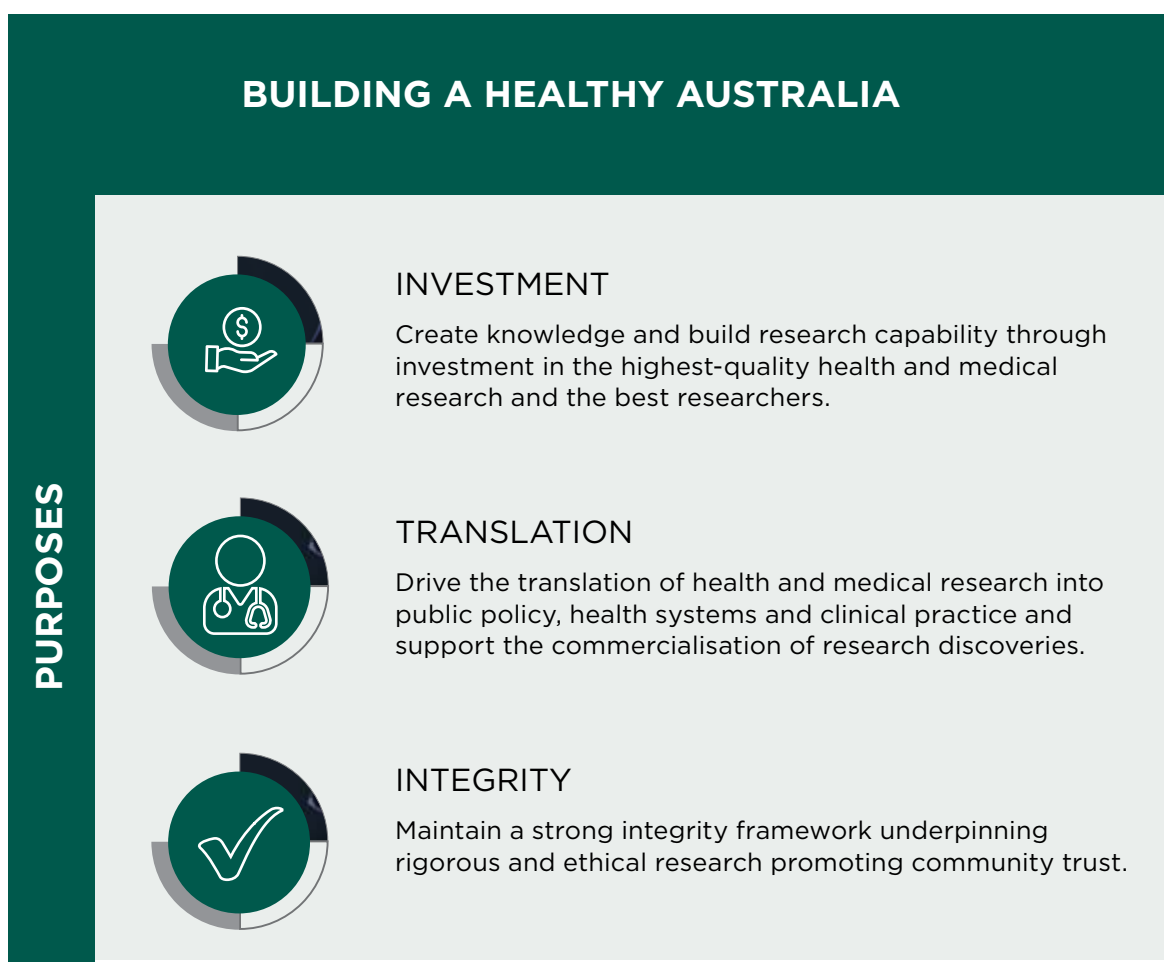 BUILDING A HEALTHY AUSTRALIA
PURPOSES
INVESTMENT
Create knowledge and build research capability through
investment in the highest-quality health and medical
research and the best researchers.
TRANSLATION
Drive the translation of health and medical research into
public policy, health systems and clinical practice and
support the commercialisation of research discoveries.
INTEGRITY
Maintain a strong integrity framework underpinning
rigorous and ethical research promoting community trust.